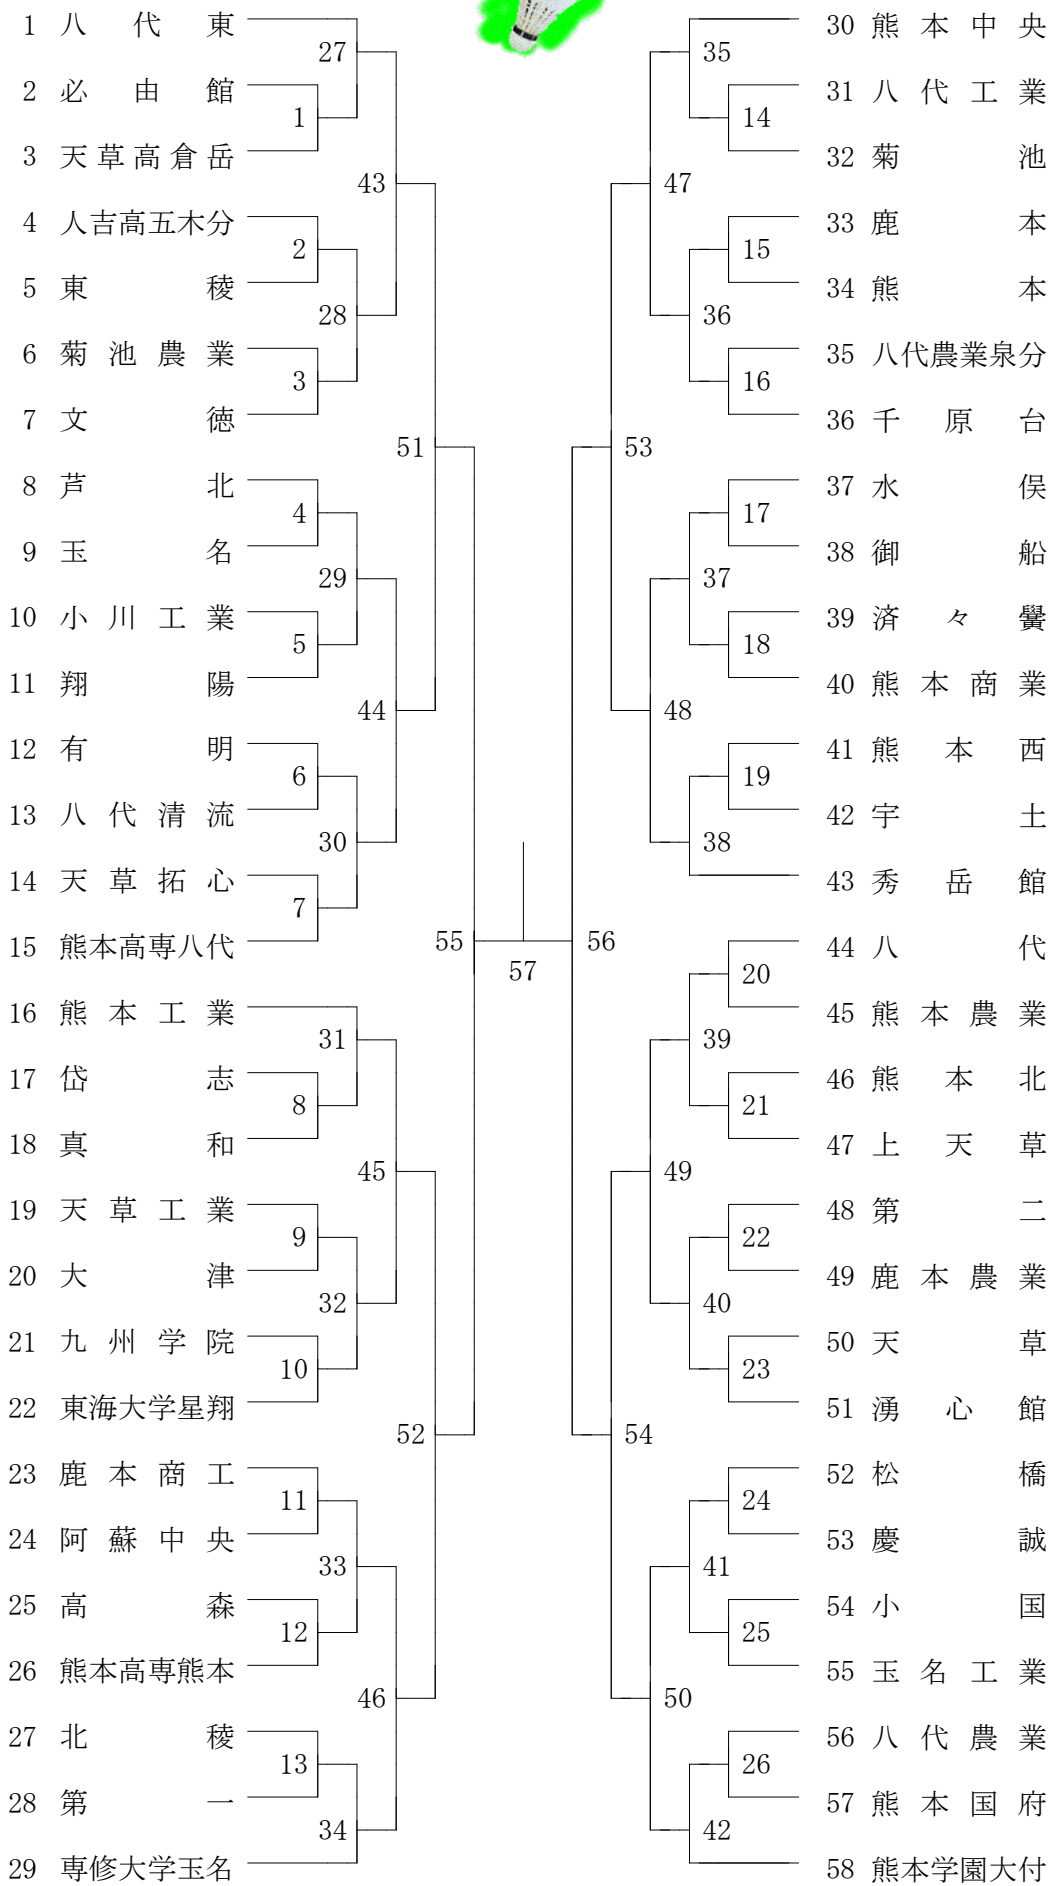 1 八代東
2 必由館
3 天草高倉岳
4 人吉高五木分
5 東稜
6 菊池農業
7 文徳
8 芦北
9 玉名
10 小川工業
11 翔陽
12 有明
13 八代清流
14 天草拓心
15 熊本高専八代
16 熊本工業
17 岱志
18 真和
19 天草工業
20 大津
21 九州学院
22 東海大学星翔
23 鹿本商工
24 阿蘇中央
25 高森
26 熊本高専熊本
27 北稜
28 第一
29 専修大学玉名
27
1
43
2
28
3
51
4
29
5
44
6
30
7
55
31
8
45
9
32
10
52
11
33
12
46
13
34
57
56
35
14
47
15
36
16
53
17
37
18
48
19
38
20
39
21
49
22
40
23
54
24
41
25
50
26
42
30 熊本中央
31 八代工業
32 菊池
33 鹿本
34 熊本
35 八代農業泉分
36 千原台
37 水俣
38 御船
39 済々黌
40 熊本商業
41 熊本西
42 宇土
43 秀岳館
44 八代
45 熊本農業
46 熊本北
47 上天草
48 第二
49 鹿本農業
50 天草
51 湧心館
52 松橋
53 慶誠
54 小国
55 玉名工業
56 八代農業
57 熊本国府
58 熊本学園大付